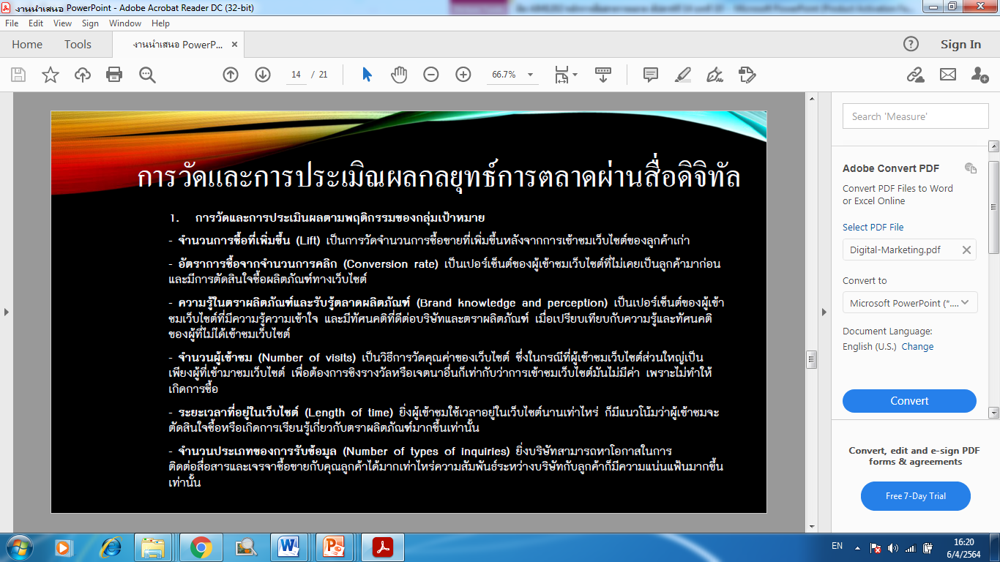 งานนำเสนอ PowerPoint - Adobe Acrobat Reader DC (32-bit)
File Edit View Sign Window Help
Home Tools งานนำเสนอ PowerP... Sign In
14 / 21 66.7%
การวัดและการประเมิณผลกลยุทธ์การตลาดผ่านสื่อดิจิทัล
1. การวัดและการประเมินผลตามพฤติกรรมของกลุ่มเป้าหมาย
- จำนวนการซื้อที่เพิ่มขึ้น (Lift) เป็นการวัดจำนวนการซื้อขายที่เพิ่มขึ้นหลังจากการเข้าชมเว็บไซต์ของลูกค้าเก่า
- อัตราการซื้อจากจำนวนการคลิก (Conversion rate) เป็นเปอร์เซ็นต์ของผู้เข้าชมเว็บไซต์ที่ไม่เคยเป็นลูกค้ามาก่อน
และมีการตัดสินใจซื้อผลิตภัณฑ์ทางเว็บไซต์
- ความรู้ในตราผลิตภัณฑ์และรับรู้ตลาดผลิตภัณฑ์ (Brand knowledge and perception) เป็นเปอร์เซ็นต์ของผู้เข้า
ชมเว็บไซต์ที่มีความรู้ความเข้าใจ และมีทัศนคติที่ดีต่อบริษัทและตราผลิตภัณฑ์ เมื่อเปรียบเทียบกับความรู้และทัศนคติ
ของผู้ที่ไม่ได้เข้าชมเว็บไซต์
- จำนวนผู้เข้าชม (Number of visits) เป็นวิธีการวัดคุณค่าของเว็บไซต์ ซึ่งในกรณีที่ผู้เข้าชมเว็บไซต์ส่วนใหญ่เป็น
เพียงผู้ที่เข้ามาชมเว็บไซต์ เพื่อต้องการชิงรางวัลหรือเจตนาอื่นก็เท่ากับว่าการเข้าชมเว็บไซต์มันไม่มีค่า เพราะไม่ทำให้
เกิดการซื้อ
- ระยะเวลาที่อยู่ในเว็บไซต์ (Length of time) ยิ่งผู้เข้าชมใช้เวลาอยู่ในเว็บไซต์นานเท่าไหร่ ก็มีแนวโน้มว่าผู้เข้าชมจะ
ตัดสินใจซื้อหรือเกิดการเรียนรู้เกี่ยวกับตราผลิตภัณฑ์มากขึ้นเท่านั้น
- จำนวนประเภทของการรับข้อมูล (Number of types of inquiries) ยิ่งบริษัทสามารถหาโอกาสในการ
ติดต่อสื่อสารและเจรจาซื้อขายกับคุณลูกค้าได้มากเท่าไหร่ความสัมพันธ์ระหว่างบริษัทกับลูกค้าก็มีความแน่นแฟ้นมากขึ้น
เท่านั้น
Search 'Measure'
Adobe Convert PDF
Convert PDF Files to Word
or Excel Online
Select PDF File
Digital-Marketing.pdf
Convert to
Microsoft PowerPoint (*....
Document Language:
English (U.S.) Change
Convert
Convert, edit and e-sign PDF
forms & agreements
Free 7-Day Trial
EN
16:20
6/4/2564